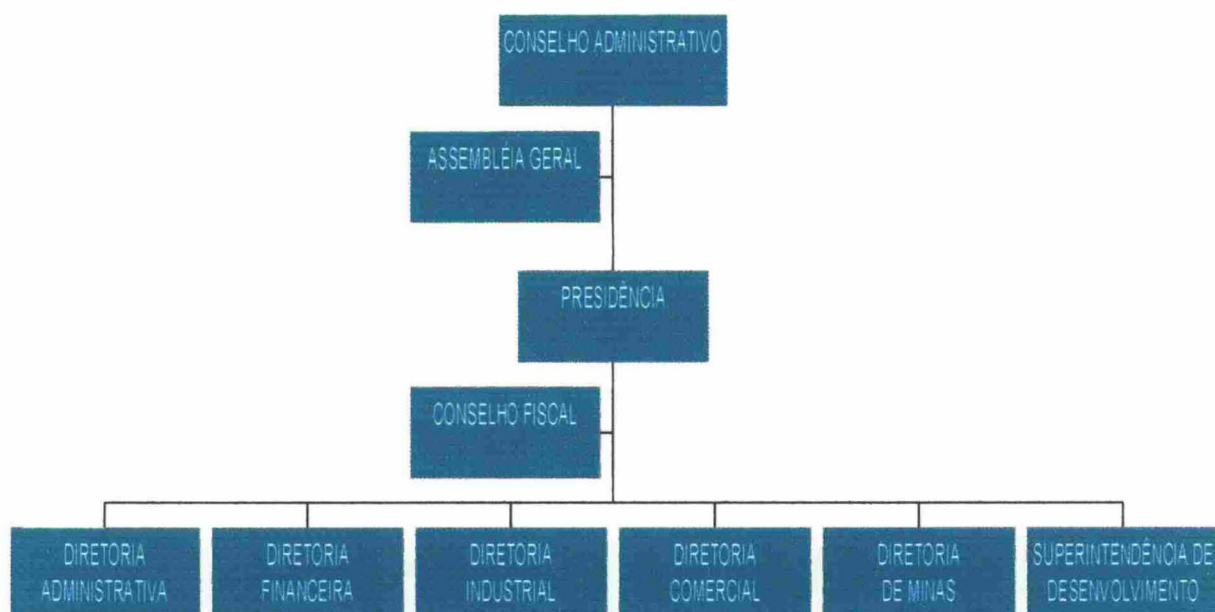 CONSELHO ADMINISTRATIVO
ASSEMBLÉIA GERAL
PRESIDÊNCIA
CONSELHO FISCAL
DIRETORIA
ADMINISTRATIVA
DIRETORIA
FINANCEIRA
DIRETORIA
INDUSTRIAL
DIRETORIA
COMERCIAL
DIRETORIA
DE MINAS
SUPERINTENDÊNCIA DE
DESENVOLVIMENTO